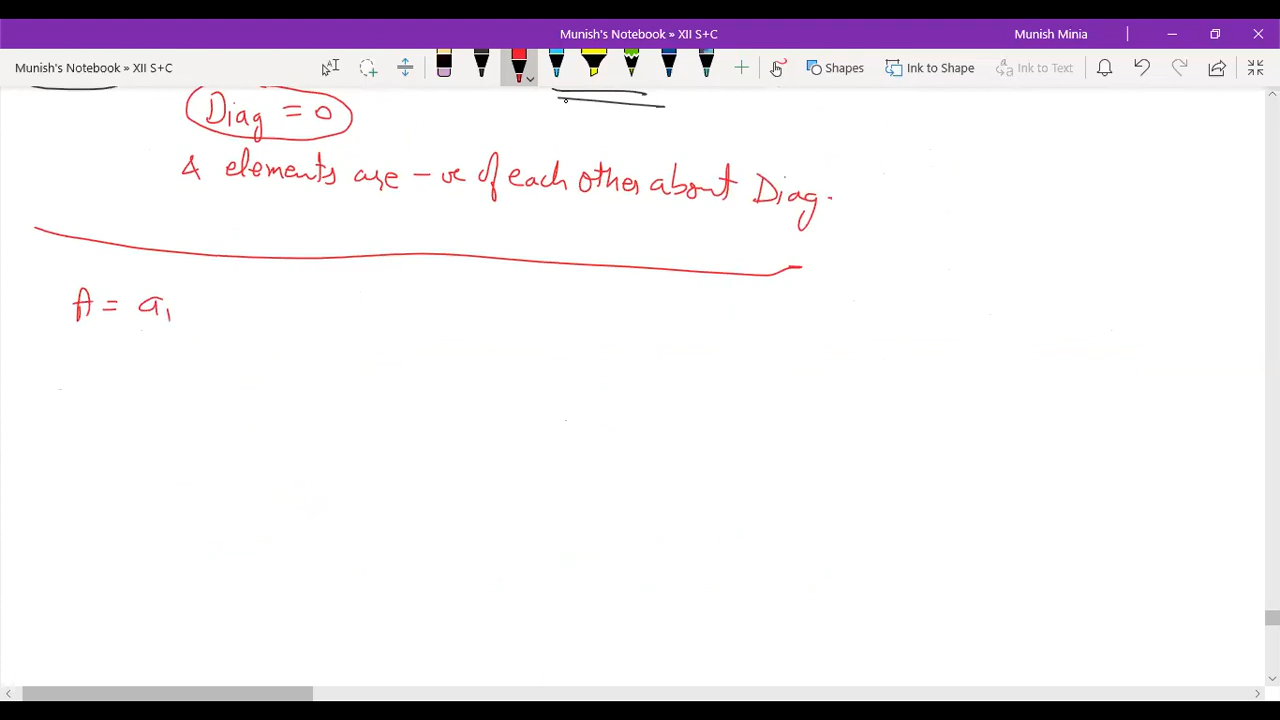 Munish's Notebook » XII S+C
Munish Minia
Munish's Notebook » XII S+C
Shapes
Ink to Shape
Ink to Text
Diag = 0
& elements are -ve of each other about Diag.
A = a₁